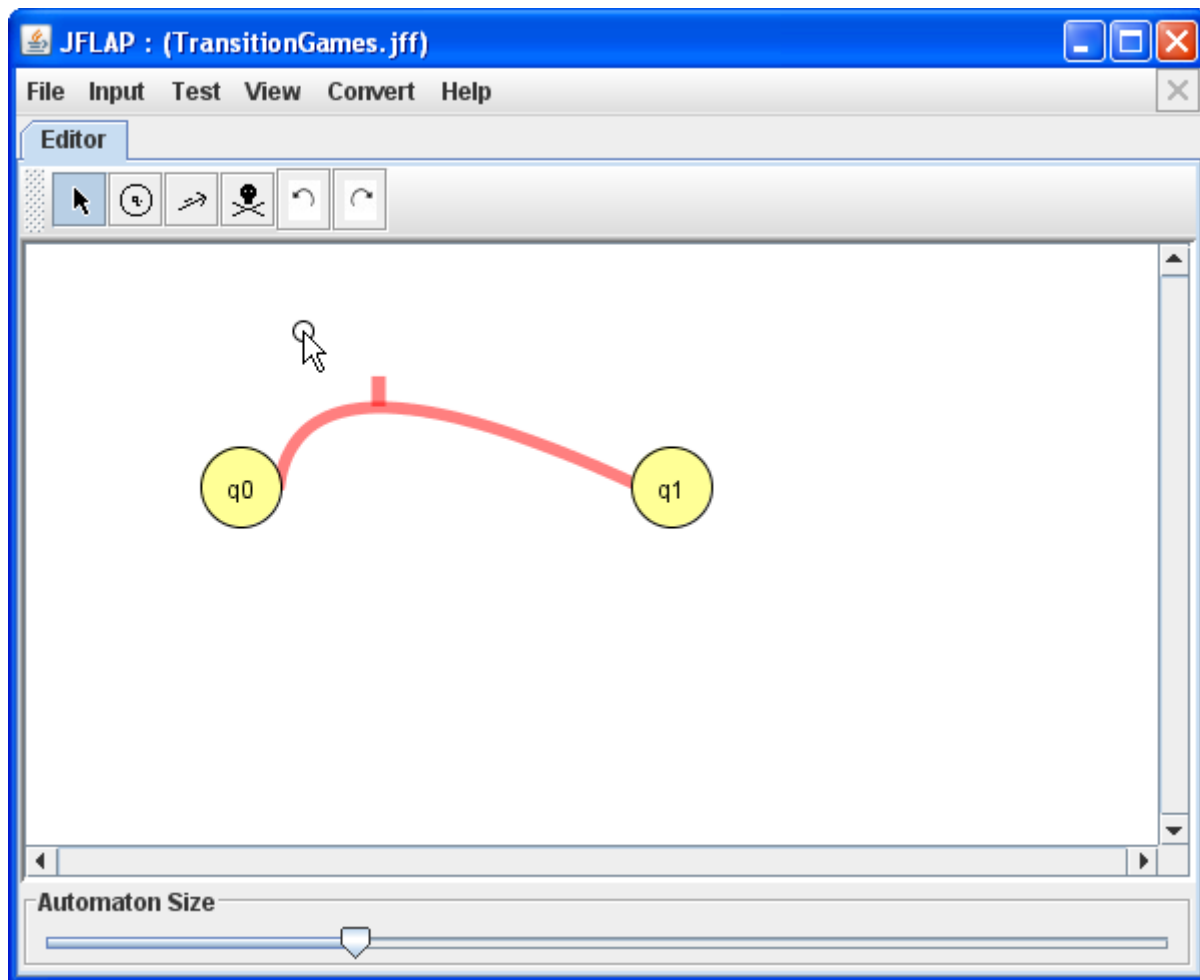 JFLAP : (TransitionGames.jff)
File Input Test View Convert Help
Editor
q
q0 q1
Automaton Size